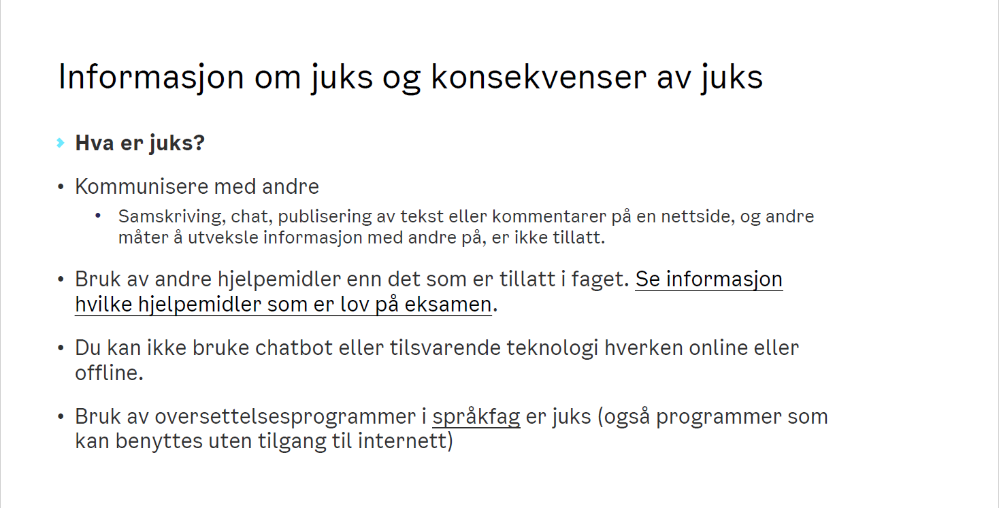 Informasjon om juks og konsekvenser av juks
Hva er juks?
• Kommunisere med andre
• Samskriving, chat, publisering av tekst eller kommentarer på en nettside, og andre
måter å utveksle informasjon med andre på, er ikke tillatt.
• Bruk av andre hjelpemidler enn det som er tillatt i faget. Se informasjon
hvilke hjelpemidler som er lov på eksamen.
• Du kan ikke bruke chatbot eller tilsvarende teknologi hverken online eller
offline.
• Bruk av oversettelsesprogrammer i språkfag er juks (også programmer som
kan benyttes uten tilgang til internett)